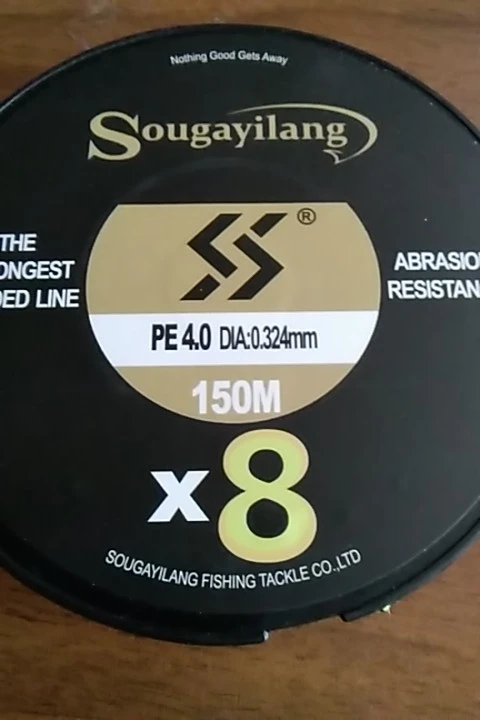 Nothing Good Gets Away
Sougayilang
®
THE
ONGEST
DED LINE
ABRASIO
RESISTAN
PE 4.0 DIA:0.324mm
150M
x8
SOUGAYILANG FISHING TACKLE CO.,LTD